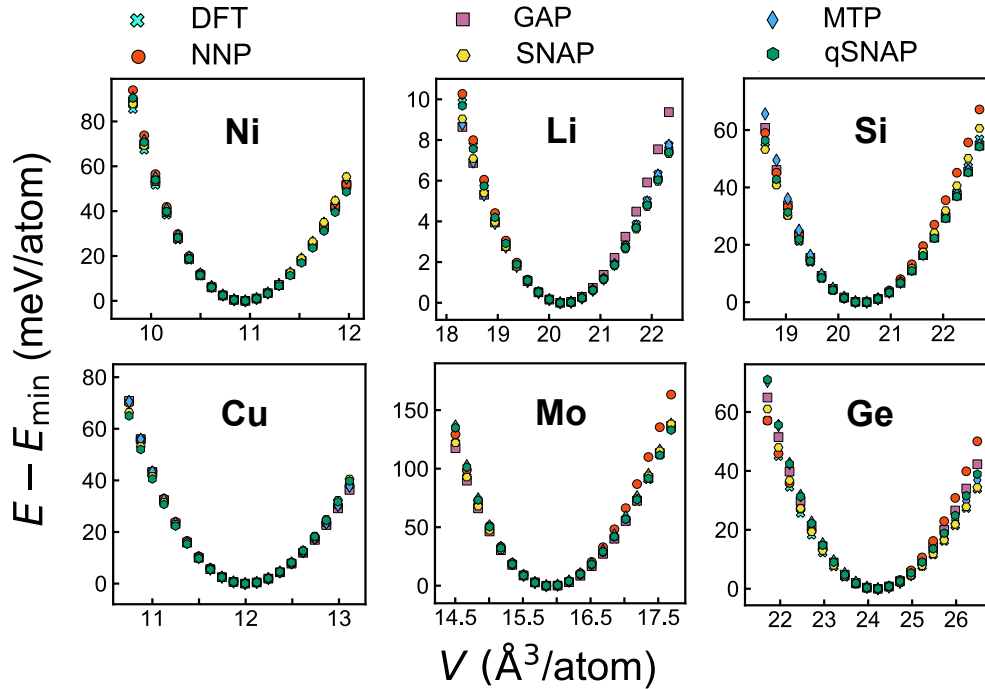 DFT GAP MTP
NNP SNAP qSNAP
Ni
80
60
40
20
0
10 11 12
Li
10
8
6
4
2
0
18 19 20 21 22
Si
60
40
20
0
19 20 21 22
Cu
80
60
40
20
0
11 12 13
Mo
150
100
50
0
14.5 15.5 16.5 17.5
Ge
80
60
40
20
0
22 23 24 25 26
E − E_min (meV/atom)
V (Å³/atom)